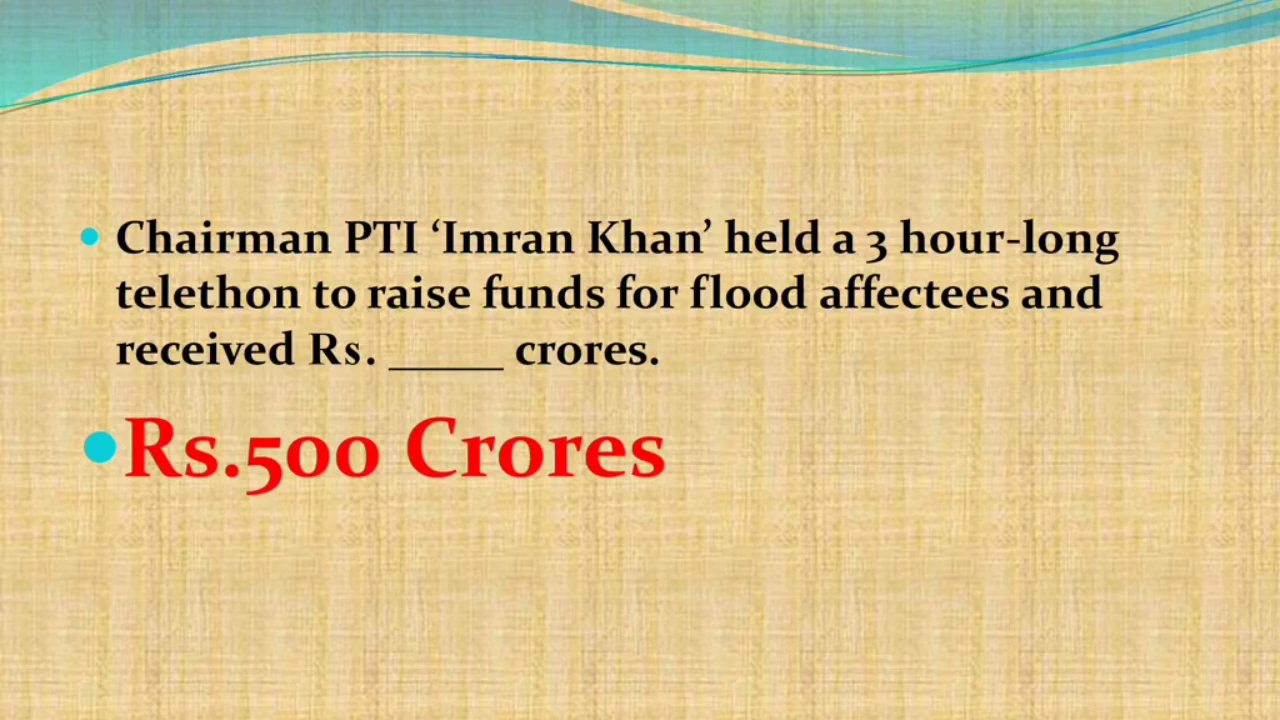 Chairman PTI ‘Imran Khan’ held a 3 hour-long
telethon to raise funds for flood affectees and
received Rs. _____ crores.
Rs.500 Crores